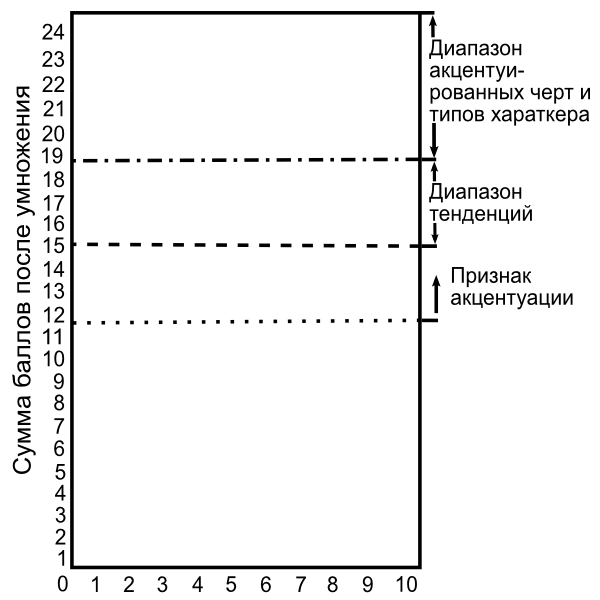 Сумма баллов после умножения
24
23
22
21
20
19
18
17
16
15
14
13
12
11
10
9
8
7
6
5
4
3
2
1
0 1 2 3 4 5 6 7 8 9 10
Диапазон
акцентуи-
рованных черт и
типов хараткера
Диапазон
тенденций
Признак
акцентуации